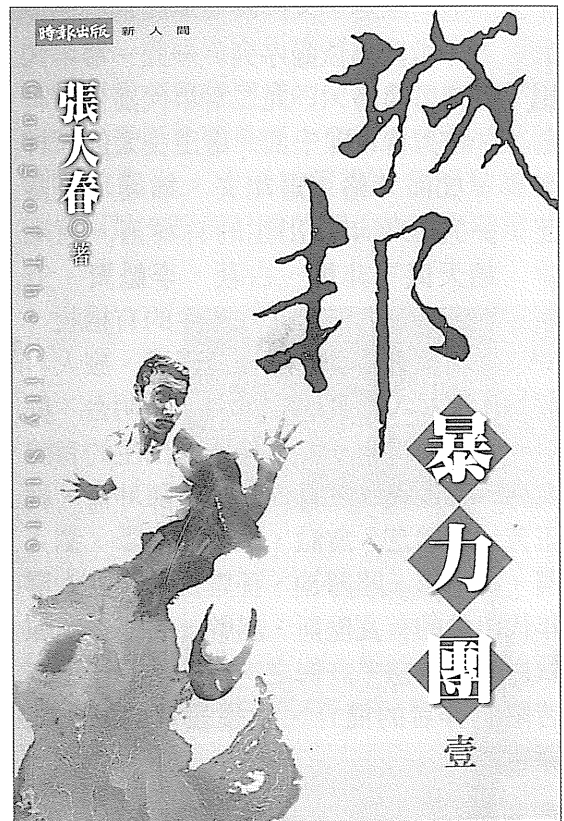 時報出版 新人間
城邦
暴力團
壹
張大春◎著
Gang of The City State